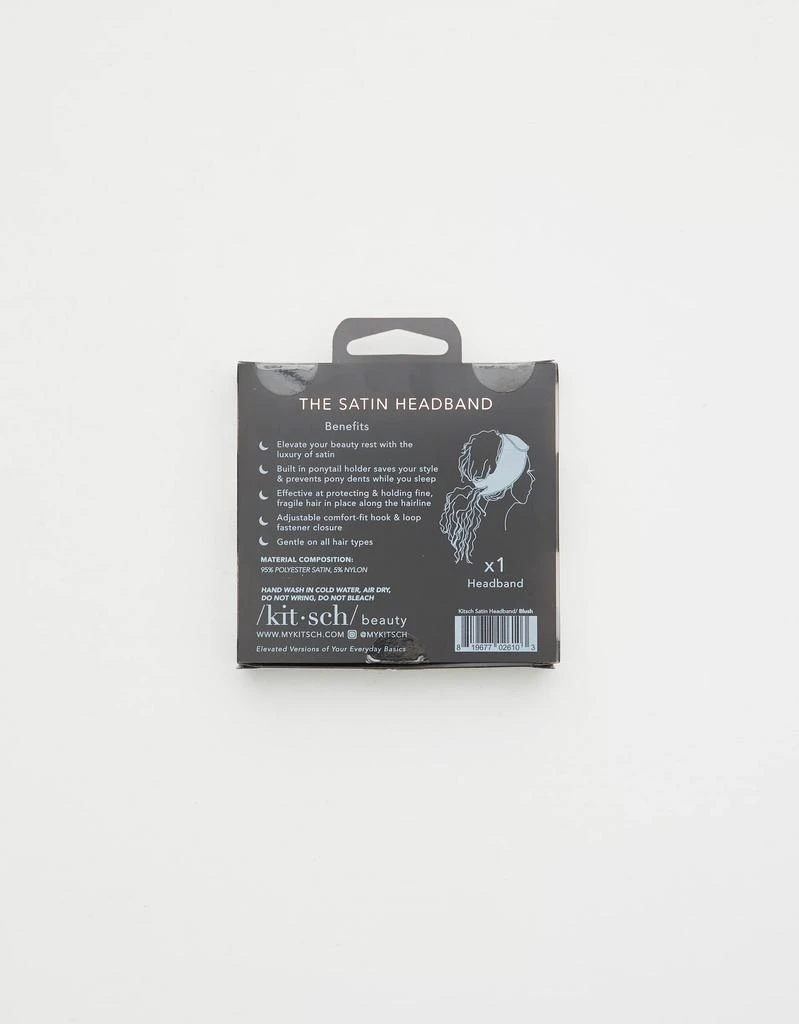 THE SATIN HEADBAND
Benefits
Elevate your beauty rest with the
luxury of satin
Built in ponytail holder saves your style
& prevents pony dents while you sleep
Effective at protecting & holding fine,
fragile hair in place along the hairline
Adjustable comfort-fit hook & loop
fastener closure
Gentle on all hair types
MATERIAL COMPOSITION:
95% POLYESTER SATIN, 5% NYLON
HAND WASH IN COLD WATER, AIR DRY,
DO NOT WRING, DO NOT BLEACH
/kit·sch/ beauty
WWW.MYKITSCH.COM @MYKITSCH
Elevated Versions of Your Everyday Basics
x1
Headband
Kitsch Satin Headband/ Blush
8 19677 02610 3